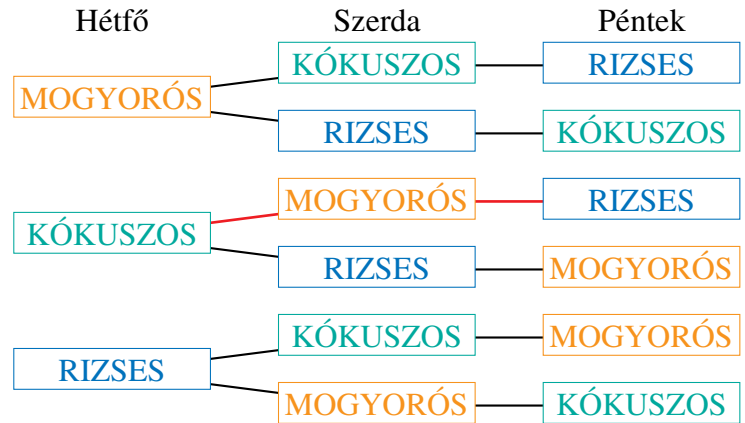 Hétfő Szerda Péntek
KÓKUSZOS RIZSES
MOGYORÓS
RIZSES KÓKUSZOS
MOGYORÓS RIZSES
KÓKUSZOS
RIZSES MOGYORÓS
KÓKUSZOS MOGYORÓS
RIZSES
MOGYORÓS KÓKUSZOS